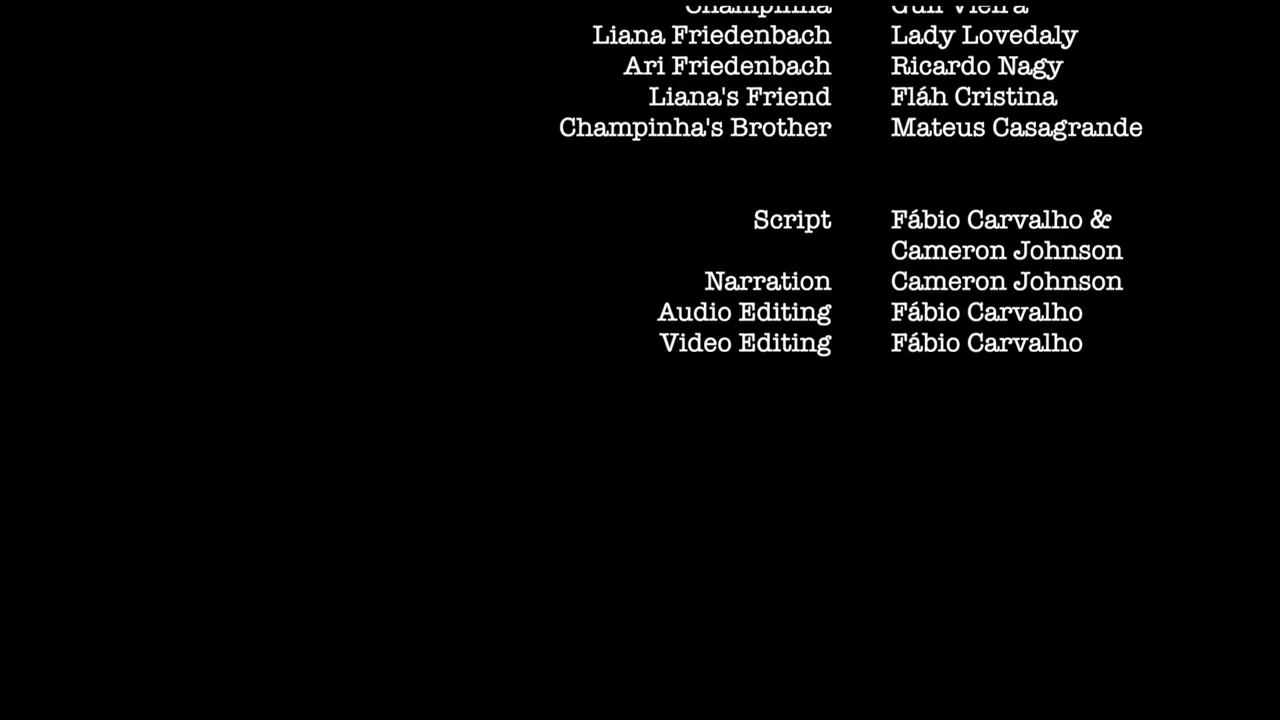 Champinha
Liana Friedenbach Lady Lovedaly
Ari Friedenbach Ricardo Nagy
Liana's Friend Fláh Cristina
Champinha's Brother Mateus Casagrande
Script Fábio Carvalho &
Cameron Johnson
Narration Cameron Johnson
Audio Editing Fábio Carvalho
Video Editing Fábio Carvalho